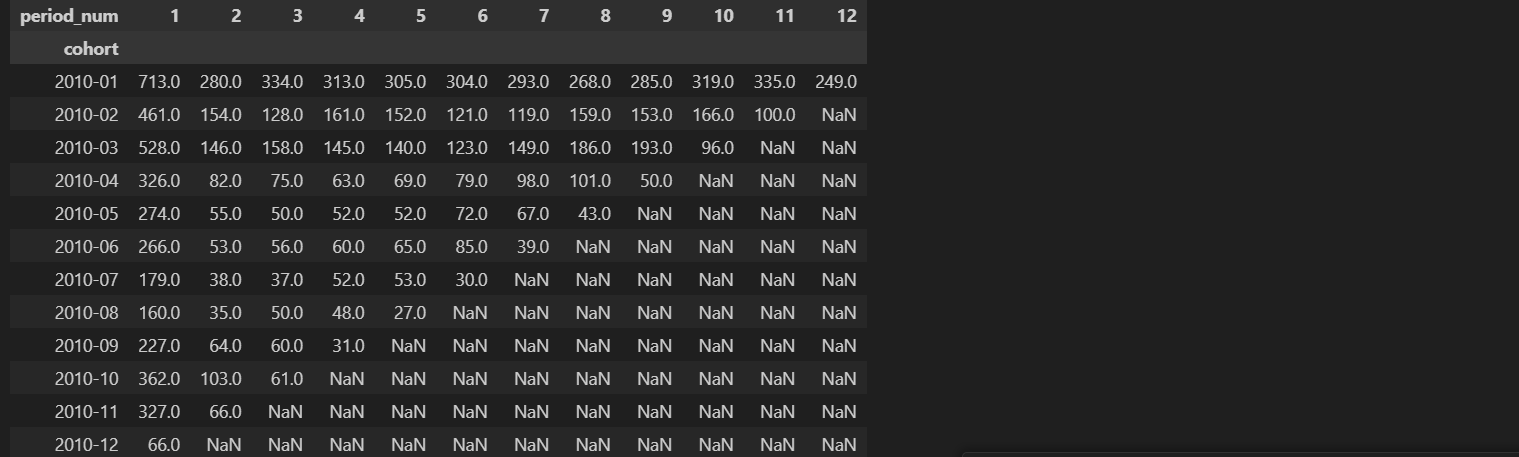 period_num 1 2 3 4 5 6 7 8 9 10 11 12
cohort
2010-01 713.0 280.0 334.0 313.0 305.0 304.0 293.0 268.0 285.0 319.0 335.0 249.0
2010-02 461.0 154.0 128.0 161.0 152.0 121.0 119.0 159.0 153.0 166.0 100.0 NaN
2010-03 528.0 146.0 158.0 145.0 140.0 123.0 149.0 186.0 193.0 96.0 NaN NaN
2010-04 326.0 82.0 75.0 63.0 69.0 79.0 98.0 101.0 50.0 NaN NaN NaN
2010-05 274.0 55.0 50.0 52.0 52.0 72.0 67.0 43.0 NaN NaN NaN NaN
2010-06 266.0 53.0 56.0 60.0 65.0 85.0 39.0 NaN NaN NaN NaN NaN
2010-07 179.0 38.0 37.0 52.0 53.0 30.0 NaN NaN NaN NaN NaN NaN
2010-08 160.0 35.0 50.0 48.0 27.0 NaN NaN NaN NaN NaN NaN NaN
2010-09 227.0 64.0 60.0 31.0 NaN NaN NaN NaN NaN NaN NaN NaN
2010-10 362.0 103.0 61.0 NaN NaN NaN NaN NaN NaN NaN NaN NaN
2010-11 327.0 66.0 NaN NaN NaN NaN NaN NaN NaN NaN NaN NaN
2010-12 66.0 NaN NaN NaN NaN NaN NaN NaN NaN NaN NaN NaN